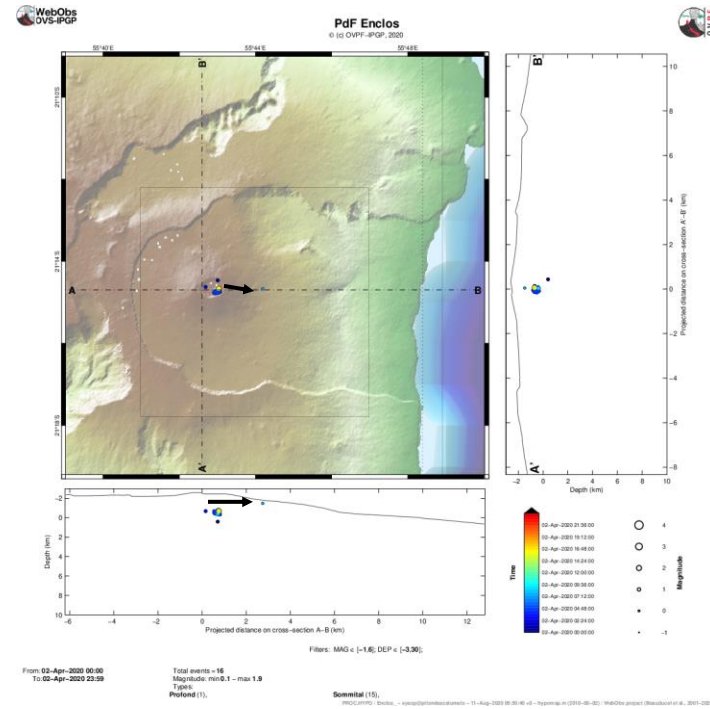 WebObs
OVS-IPGP
PdF Enclos
© (c) OVPF-IPGP, 2020
55°40'E
55°44'E
55°48'E
21°10'S
21°14'S
21°18'S
B'
A
B
A'
B'
A'
10
8
6
4
2
0
−2
−4
−6
−8
Projected distance on cross-section A'-B' (km)
0 2 4 6 8 10
Depth (km)
−2
0
2
4
6
8
10
Depth (km)
−6 −4 −2 0 2 4 6 8 10 12
Projected distance on cross-section A-B (km)
Time
02-Apr-2020 21:36:00
02-Apr-2020 19:12:00
02-Apr-2020 16:48:00
02-Apr-2020 14:24:00
02-Apr-2020 12:00:00
02-Apr-2020 09:36:00
02-Apr-2020 07:12:00
02-Apr-2020 04:48:00
02-Apr-2020 02:24:00
02-Apr-2020 00:00:00
4
3
2
1
0
−1
Magnitude
Filters: MAG ∈ [−1,6]; DEP ∈ [−3,30];
From: 02-Apr-2020 00:00
To: 02-Apr-2020 23:59
Total events = 16
Magnitude: min 0.1 − max 1.9
Types:
Profond (1), Sommital (15),